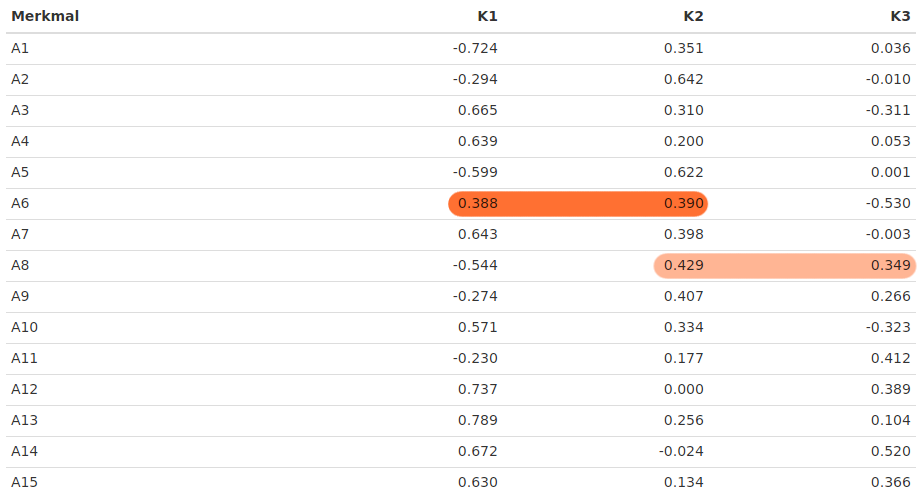 Merkmal K1 K2 K3
A1 -0.724 0.351 0.036
A2 -0.294 0.642 -0.010
A3 0.665 0.310 -0.311
A4 0.639 0.200 0.053
A5 -0.599 0.622 0.001
A6 0.388 0.390 -0.530
A7 0.643 0.398 -0.003
A8 -0.544 0.429 0.349
A9 -0.274 0.407 0.266
A10 0.571 0.334 -0.323
A11 -0.230 0.177 0.412
A12 0.737 0.000 0.389
A13 0.789 0.256 0.104
A14 0.672 -0.024 0.520
A15 0.630 0.134 0.366